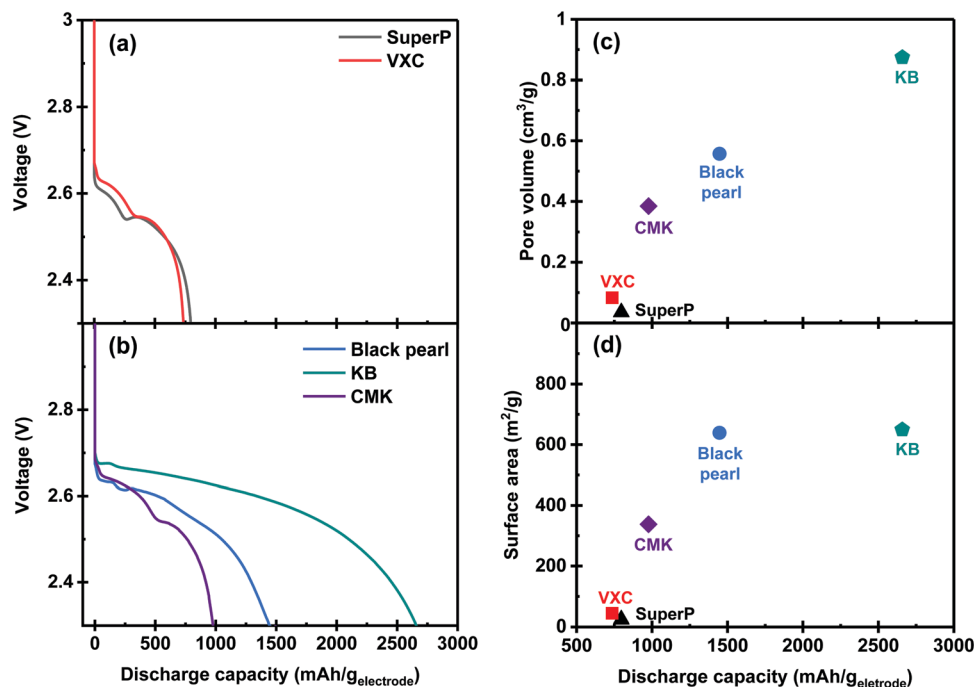 (a)
SuperP
VXC
3
2.8
2.6
2.4
Voltage (V)
(b)
Black pearl
KB
CMK
2.8
2.6
2.4
Voltage (V)
0 500 1000 1500 2000 2500 3000
Discharge capacity (mAh/gelectrode)
(c)
1
0.8
0.6
0.4
0.2
0
Pore volume (cm³/g)
KB
Black
pearl
CMK
VXC
SuperP
(d)
800
600
400
200
0
Surface area (m²/g)
KB
Black
pearl
CMK
VXC
SuperP
500 1000 1500 2000 2500 3000
Discharge capacity (mAh/geletrode)